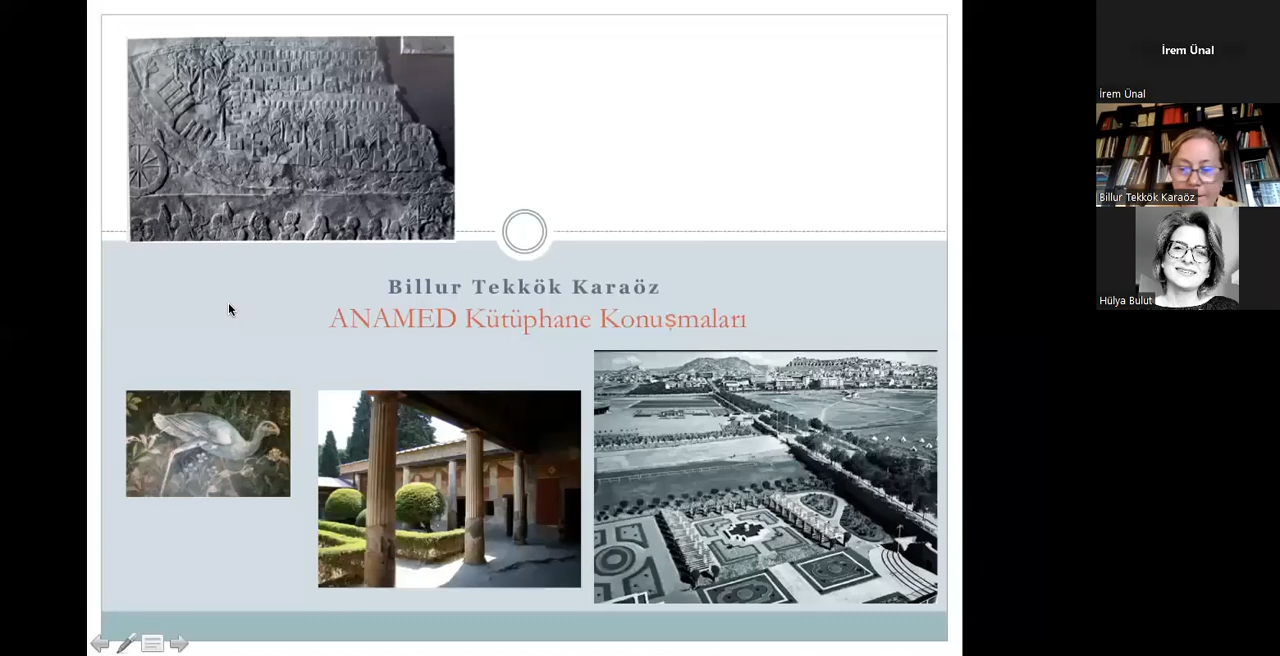 Billur Tekkök Karaöz
ANAMED Kütüphane Konuşmaları
İrem Ünal
İrem Ünal
Billur Tekkök Karaöz
Hülya Bulut